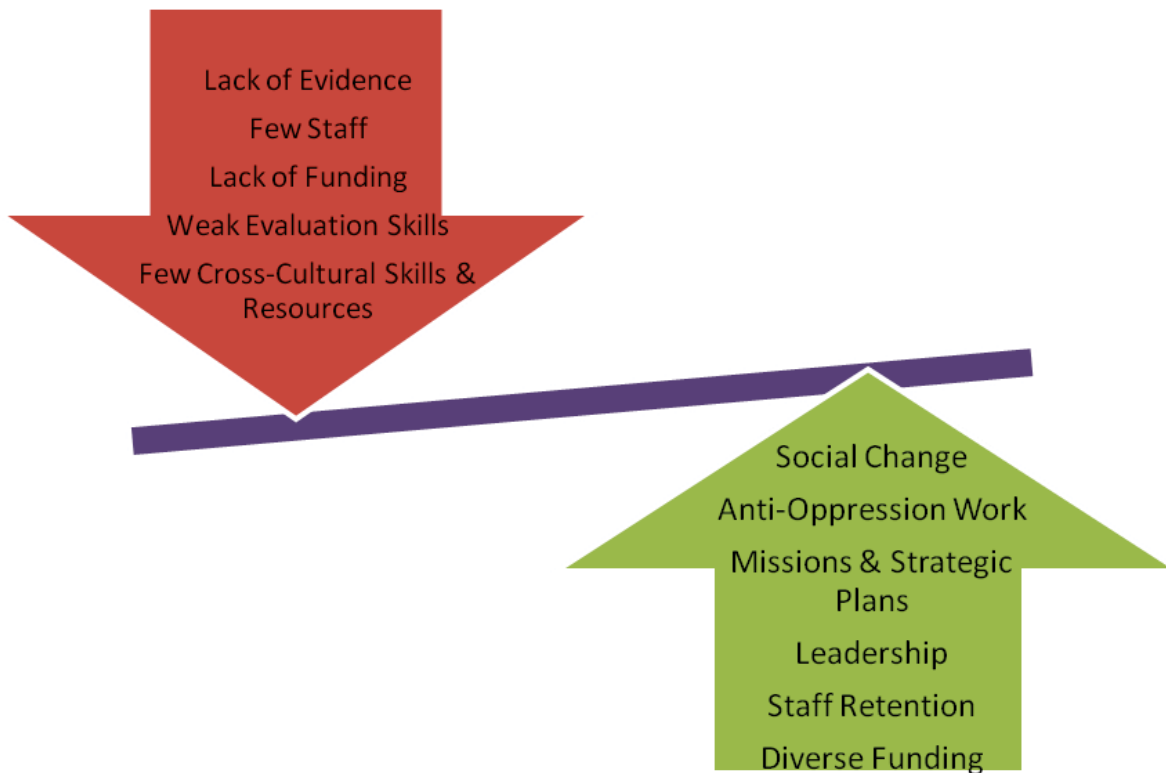 Lack of Evidence
Few Staff
Lack of Funding
Weak Evaluation Skills
Few Cross-Cultural Skills &
Resources
Social Change
Anti-Oppression Work
Missions & Strategic
Plans
Leadership
Staff Retention
Diverse Funding